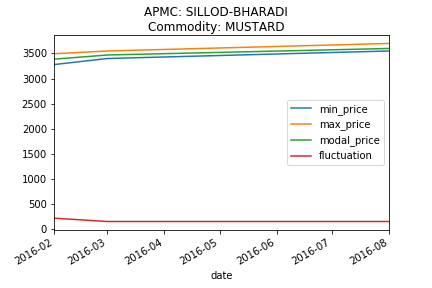 APMC: SILLOD-BHARADI
Commodity: MUSTARD
3500
3000
2500
2000
1500
1000
500
0
min_price
max_price
modal_price
fluctuation
2016-02
2016-03
2016-04
2016-05
2016-06
2016-07
2016-08
date